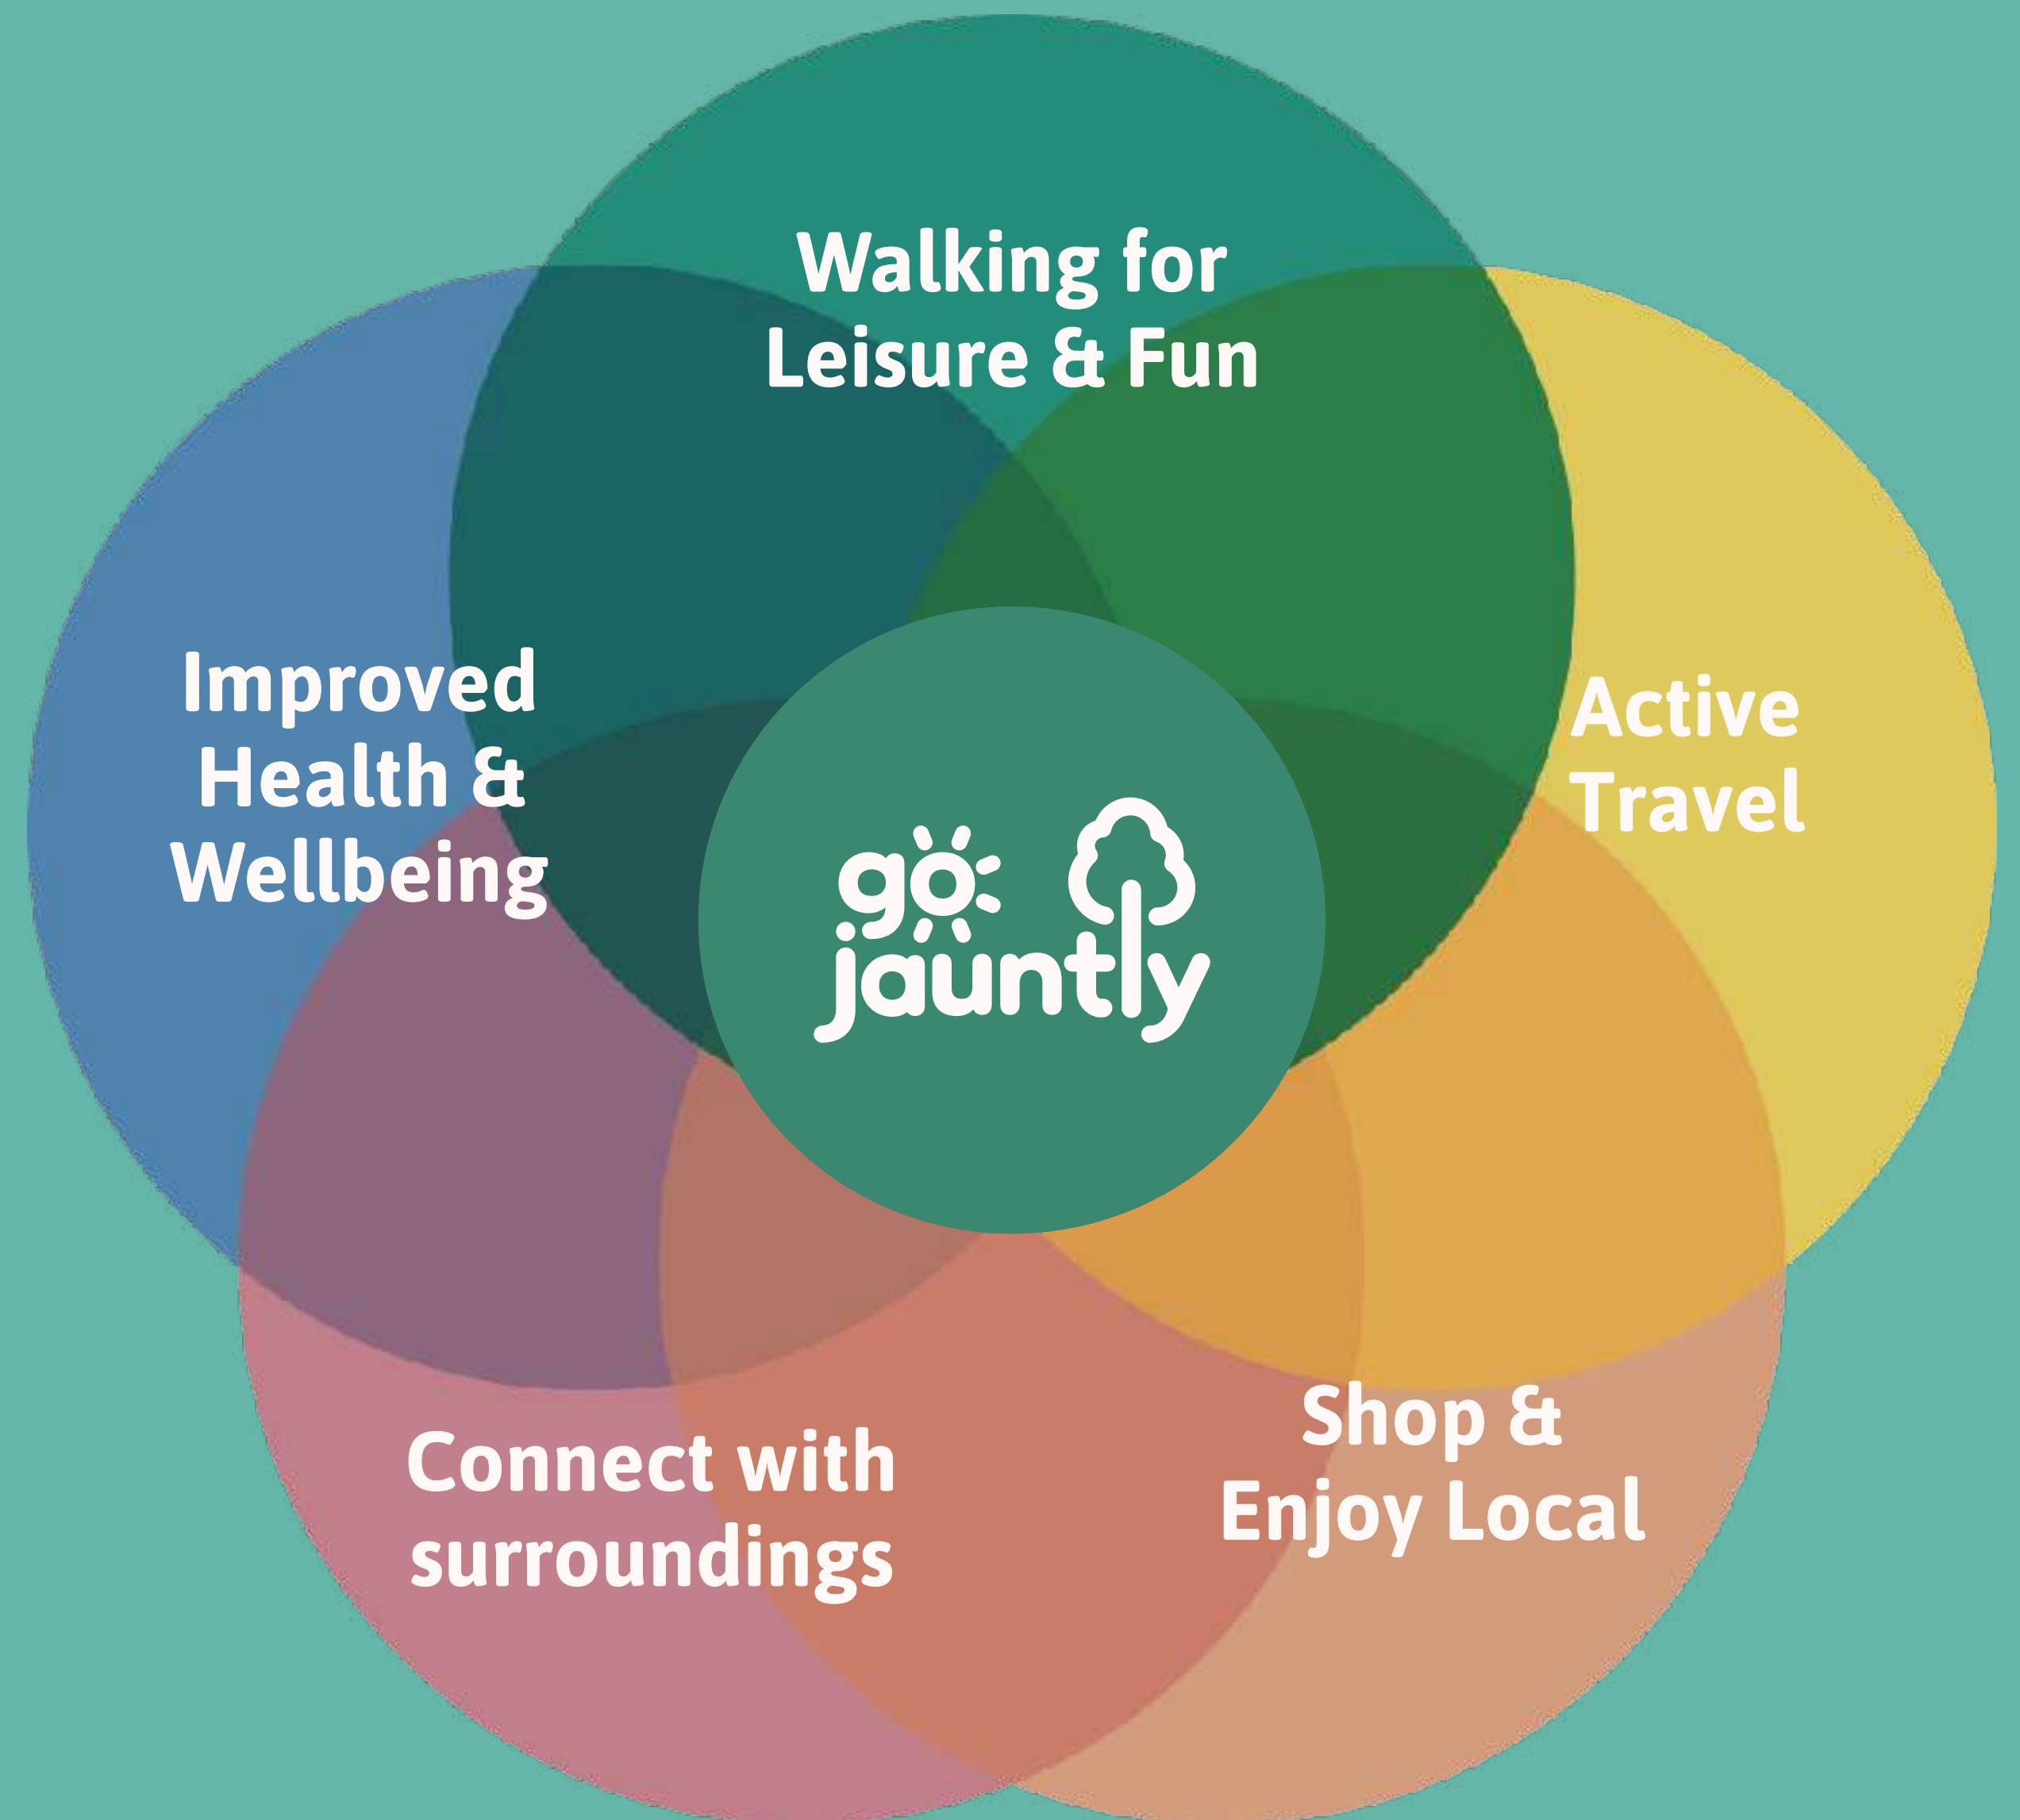 Walking for
Leisure & Fun
Improved
Health &
Wellbeing
Active
Travel
go
jauntly
Connect with
surroundings
Shop &
Enjoy Local